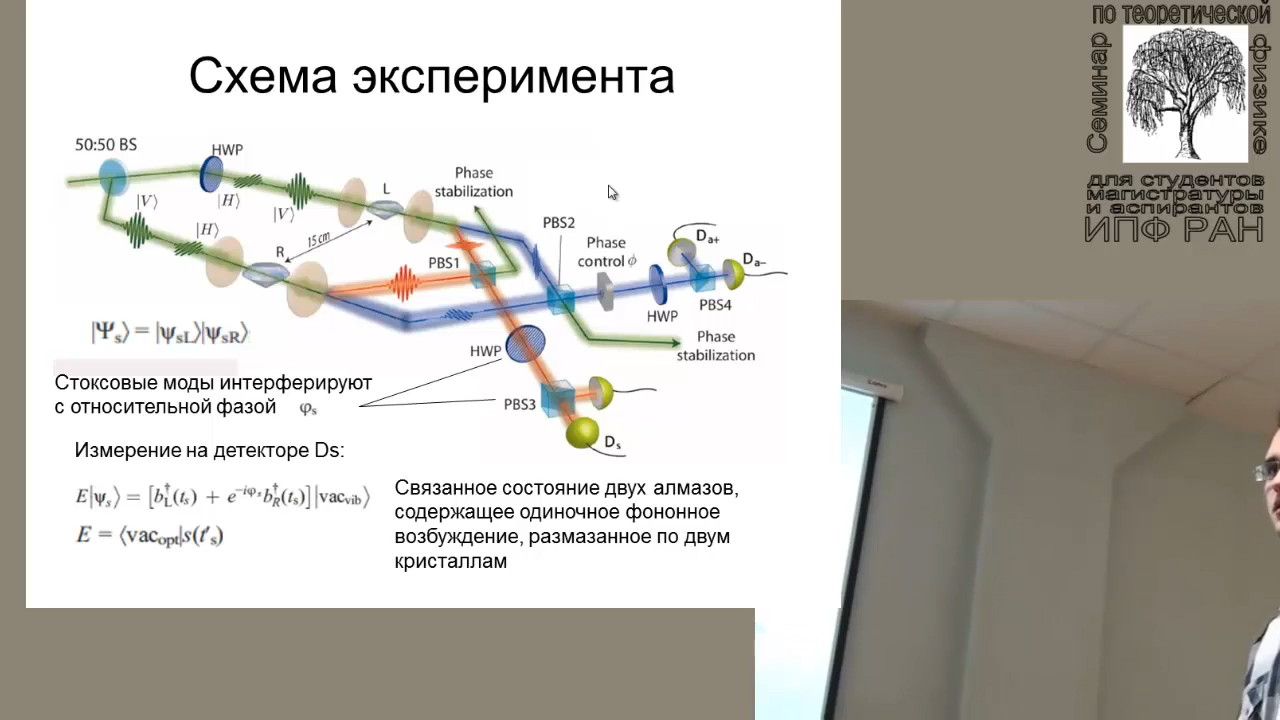 Схема эксперимента
50:50 BS
HWP
|V⟩
|H⟩
|V⟩
|H⟩
L
R
15 cm
Phase
stabilization
PBS1
PBS2
Phase
control ϕ
HWP
D a+
D a−
PBS4
Phase
stabilization
HWP
PBS3
D s
|Ψs⟩ = |ψsL⟩|ψsR⟩
Стоксовые моды интерферируют
с относительной фазой φs
Измерение на детекторе Ds:
E|ψs⟩ = [b†L(ts) + e^−iφs b†R(ts)]|vacvib⟩
E = ⟨vacopt|s(t′s)
Связанное состояние двух алмазов,
содержащее одиночное фононное
возбуждение, размазанное по двум
кристаллам
Семинар
по теоретической
физике
для студентов
магистратуры
и аспирантов
ИПФ РАН